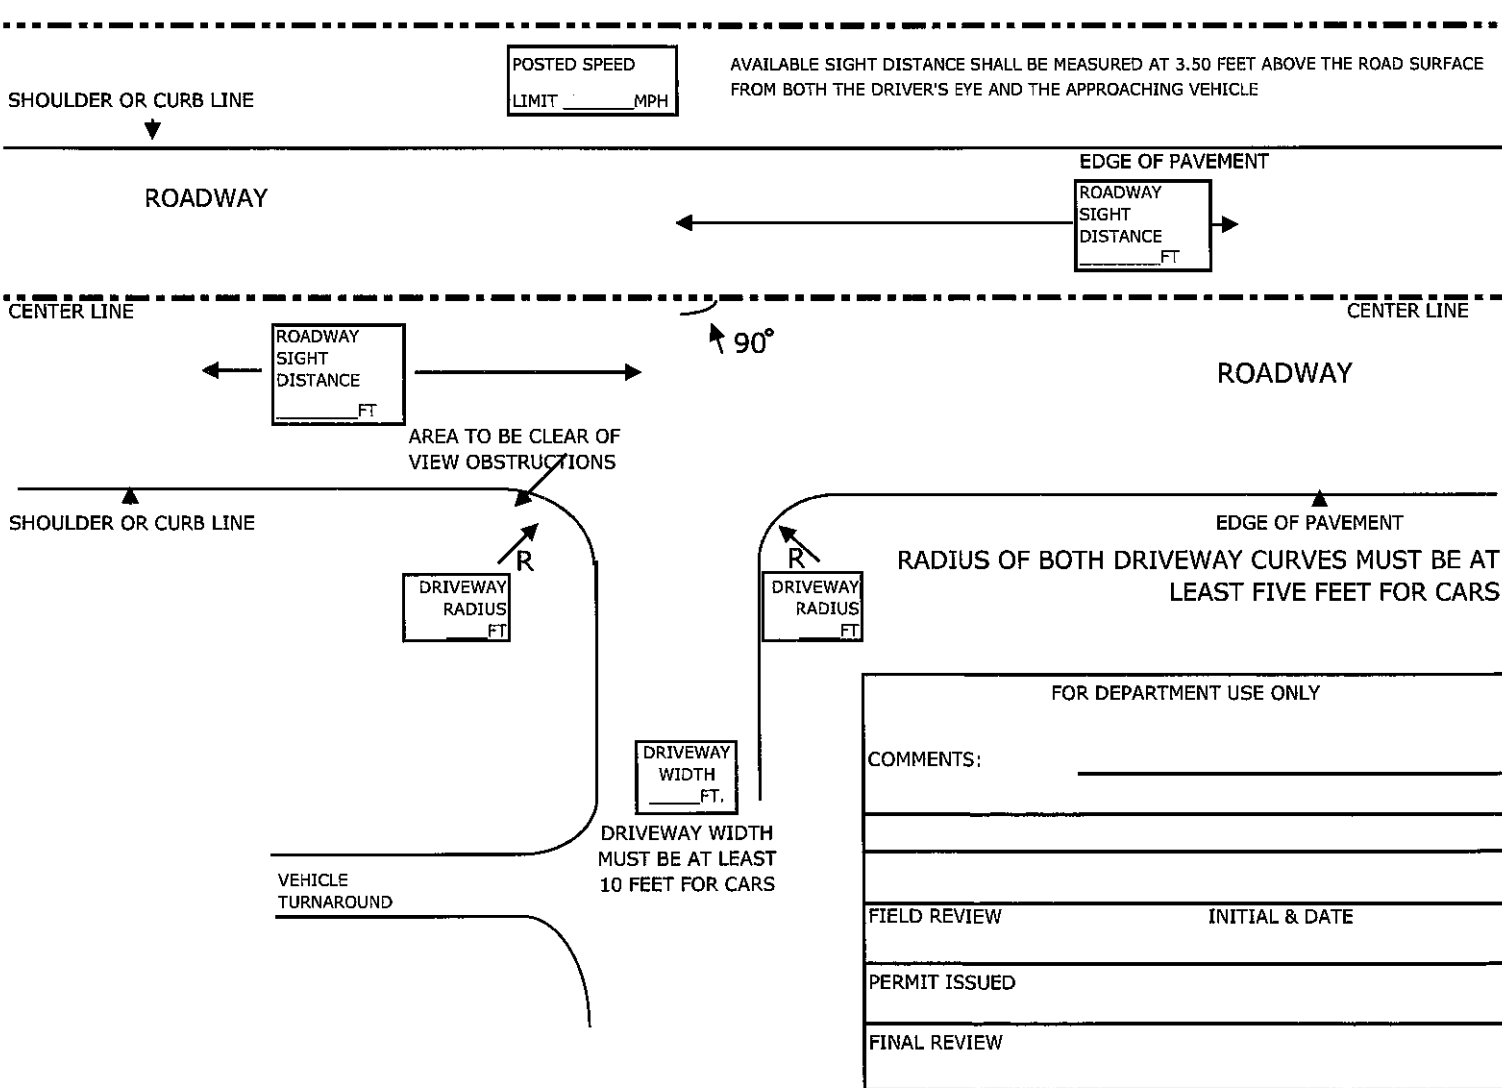 POSTED SPEED
LIMIT _______MPH
AVAILABLE SIGHT DISTANCE SHALL BE MEASURED AT 3.50 FEET ABOVE THE ROAD SURFACE
FROM BOTH THE DRIVER'S EYE AND THE APPROACHING VEHICLE
SHOULDER OR CURB LINE
EDGE OF PAVEMENT
ROADWAY
ROADWAY
SIGHT
DISTANCE
________FT
CENTER LINE
CENTER LINE
ROADWAY
SIGHT
DISTANCE
________FT
90°
ROADWAY
AREA TO BE CLEAR OF
VIEW OBSTRUCTIONS
SHOULDER OR CURB LINE
EDGE OF PAVEMENT
R
R
RADIUS OF BOTH DRIVEWAY CURVES MUST BE AT
LEAST FIVE FEET FOR CARS
DRIVEWAY
RADIUS
____FT
DRIVEWAY
RADIUS
____FT
FOR DEPARTMENT USE ONLY
COMMENTS:
DRIVEWAY
WIDTH
_____FT.
DRIVEWAY WIDTH
MUST BE AT LEAST
10 FEET FOR CARS
VEHICLE
TURNAROUND
FIELD REVIEW INITIAL & DATE
PERMIT ISSUED
FINAL REVIEW